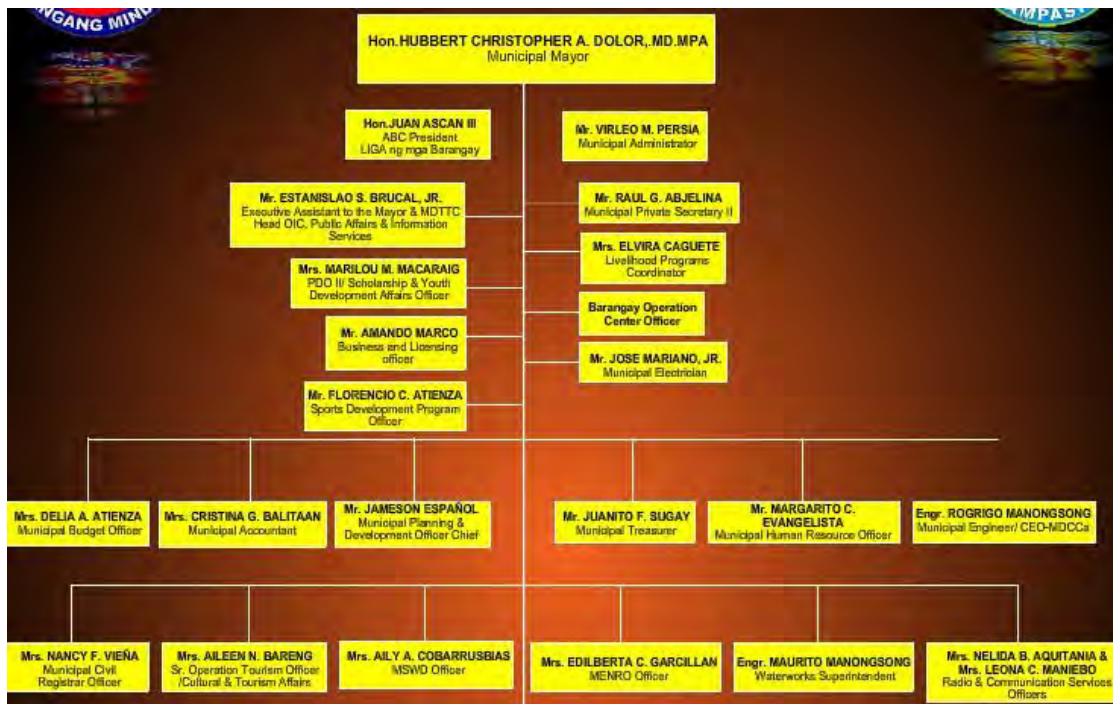 NGANG MIND
MPAST
Hon.HUBBERT CHRISTOPHER A. DOLOR,.MD.MPA
Municipal Mayor
Hon.JUAN ASCAN III
ABC President
LIGA ng mga Barangay
Mr. VIRLEO M. PERSIA
Municipal Administrator
Mr. ESTANISLAO S. BRUCAL, JR.
Executive Assistant to the Mayor & MDTTC
Head OIC, Public Affairs & Information
Services
Mr. RAUL G. ABJELINA
Municipal Private Secretary II
Mrs. ELVIRA CAGUETE
Livelihood Programs
Coordinator
Mrs. MARILOU M. MACARAIG
PDO II/ Scholarship & Youth
Development Affairs Officer
Barangay Operation
Center Officer
Mr. AMANDO MARCO
Business and Licensing
officer
Mr. JOSE MARIANO, JR.
Municipal Electrician
Mr. FLORENCIO C. ATIENZA
Sports Development Program
Officer
Mrs. DELIA A. ATIENZA
Municipal Budget Officer
Mrs. CRISTINA G. BALITAAN
Municipal Accountant
Mr. JAMESON ESPAÑOL
Municipal Planning &
Development Officer Chief
Mr. JUANITO F. SUGAY
Municipal Treasurer
Mr. MARGARITO C.
EVANGELISTA
Municipal Human Resource Officer
Engr. ROGRIGO MANONGSONG
Municipal Engineer/ CEO-MDCCa
Mrs. NANCY F. VIEÑA
Municipal Civil
Registrar Officer
Mrs. AILEEN N. BARENG
Sr. Operation Tourism Officer
/Cultural & Tourism Affairs
Mrs. AILY A. COBARRUSBIAS
MSWD Officer
Mrs. EDILBERTA C. GARCILLAN
MENRO Officer
Engr. MAURITO MANONGSONG
Waterworks Superintendent
Mrs. NELIDA B. AQUITANIA &
Mrs. LEONA C. MANIEBO
Radio & Communication Services
Officers